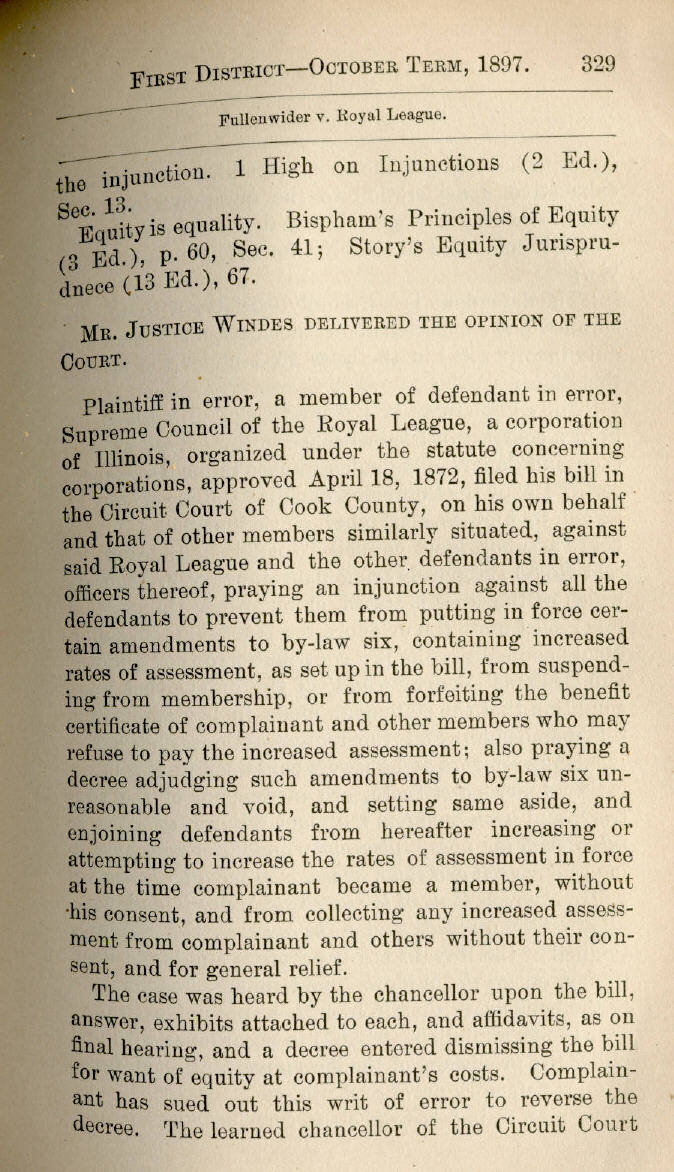 First District—October Term, 1897. 329
Fullenwider v. Royal League.
the injunction. 1 High on Injunctions (2 Ed.),
Sec. 13.
Equity is equality. Bispham's Principles of Equity
(3 Ed.), p. 60, Sec. 41; Story's Equity Jurispru-
dnece (13 Ed.), 67.
Mr. Justice Windes delivered the opinion of the
Court.
Plaintiff in error, a member of defendant in error,
Supreme Council of the Royal League, a corporation
of Illinois, organized under the statute concerning
corporations, approved April 18, 1872, filed his bill in
the Circuit Court of Cook County, on his own behalf
and that of other members similarly situated, against
said Royal League and the other defendants in error,
officers thereof, praying an injunction against all the
defendants to prevent them from putting in force cer-
tain amendments to by-law six, containing increased
rates of assessment, as set up in the bill, from suspend-
ing from membership, or from forfeiting the benefit
certificate of complainant and other members who may
refuse to pay the increased assessment; also praying a
decree adjudging such amendments to by-law six un-
reasonable and void, and setting same aside, and
enjoining defendants from hereafter increasing or
attempting to increase the rates of assessment in force
at the time complainant became a member, without
his consent, and from collecting any increased assess-
ment from complainant and others without their con-
sent, and for general relief.
The case was heard by the chancellor upon the bill,
answer, exhibits attached to each, and affidavits, as on
final hearing, and a decree entered dismissing the bill
for want of equity at complainant's costs. Complain-
ant has sued out this writ of error to reverse the
decree. The learned chancellor of the Circuit Court